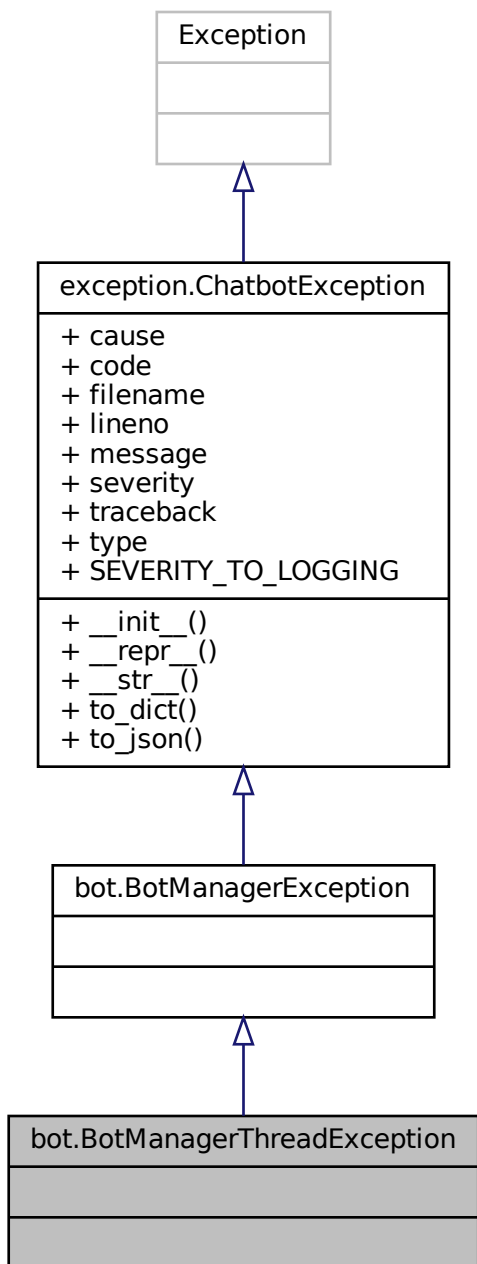 Exception
exception.ChatbotException
+ cause
+ code
+ filename
+ lineno
+ message
+ severity
+ traceback
+ type
+ SEVERITY_TO_LOGGING
+ __init__()
+ __repr__()
+ __str__()
+ to_dict()
+ to_json()
bot.BotManagerException
bot.BotManagerThreadException